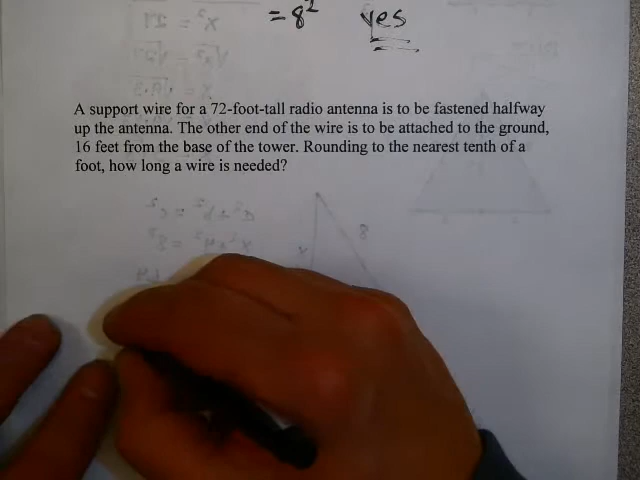 = 8² yes
A support wire for a 72-foot-tall radio antenna is to be fastened halfway
up the antenna. The other end of the wire is to be attached to the ground,
16 feet from the base of the tower. Rounding to the nearest tenth of a
foot, how long a wire is needed?